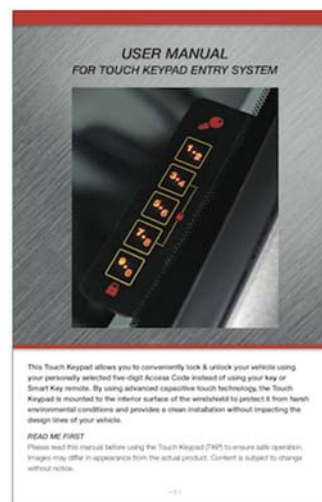 USER MANUAL
FOR TOUCH KEYPAD ENTRY SYSTEM
1•2
3•4
5•6
7•8
9•0
This Touch Keypad allows you to conveniently lock & unlock your vehicle using
your personally selected five-digit Access Code instead of using your key or
Smart Key remote. By using advanced capacitive touch technology, the Touch
Keypad is mounted to the interior surface of the windshield to protect it from harsh
environmental conditions and provides a clean installation without impacting the
design lines of your vehicle.
READ ME FIRST
Please read this manual before using the Touch Keypad (TKP) to ensure safe operation.
Images may differ in appearance from the actual product. Content is subject to change
without notice.